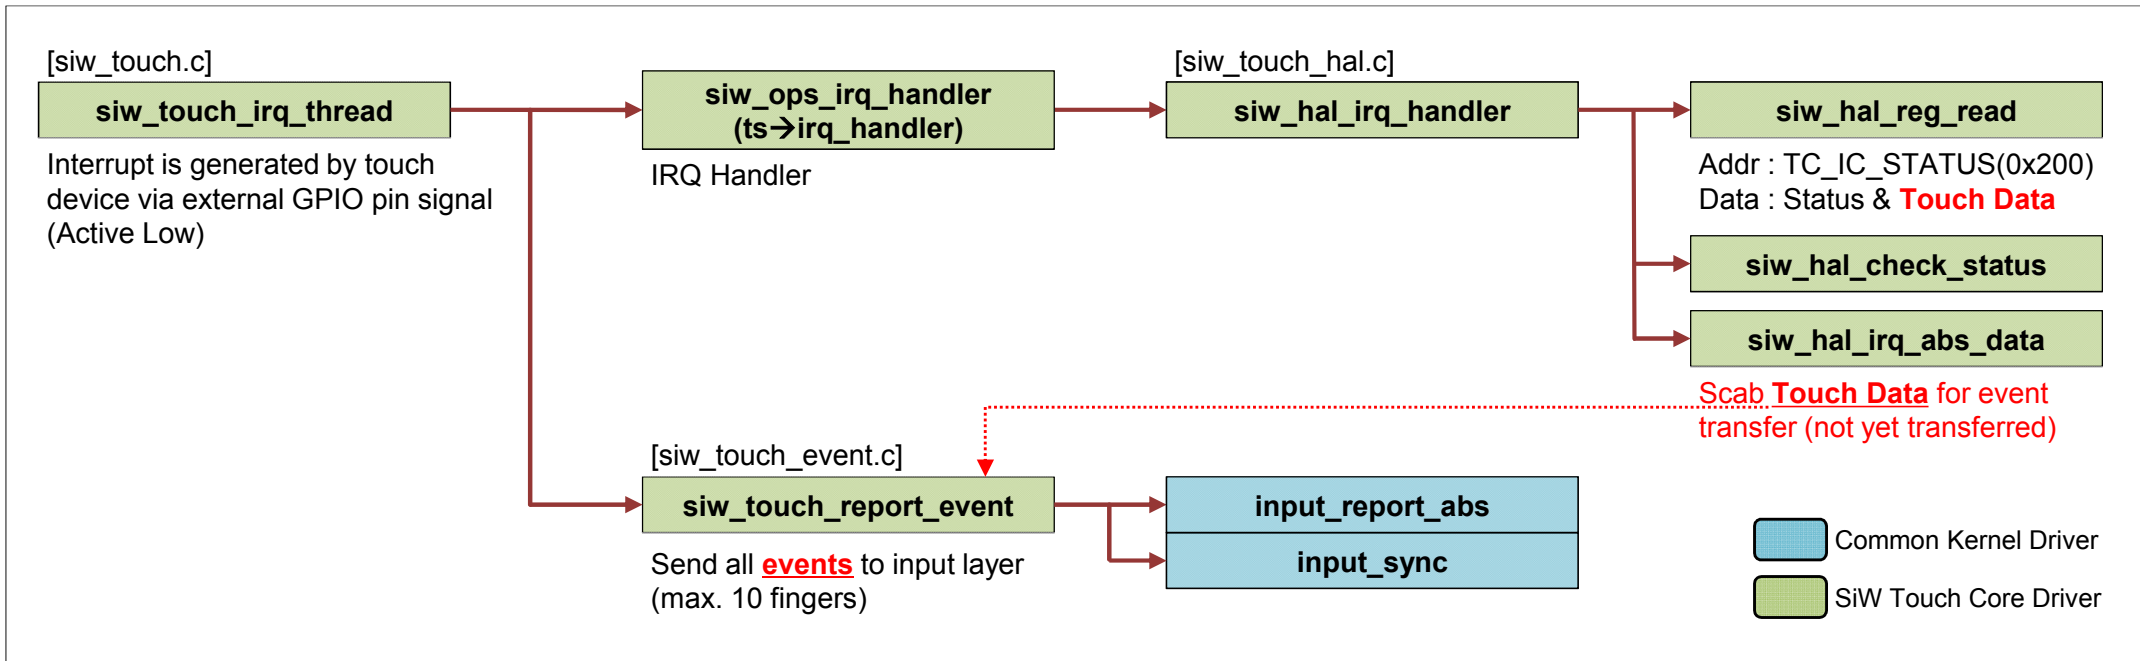 [siw_touch.c]
siw_touch_irq_thread
Interrupt is generated by touch
device via external GPIO pin signal
(Active Low)
siw_ops_irq_handler
(ts→irq_handler)
IRQ Handler
[siw_touch_hal.c]
siw_hal_irq_handler
siw_hal_reg_read
Addr : TC_IC_STATUS(0x200)
Data : Status & Touch Data
siw_hal_check_status
siw_hal_irq_abs_data
Scab Touch Data for event
transfer (not yet transferred)
[siw_touch_event.c]
siw_touch_report_event
Send all events to input layer
(max. 10 fingers)
input_report_abs
input_sync
Common Kernel Driver
SiW Touch Core Driver